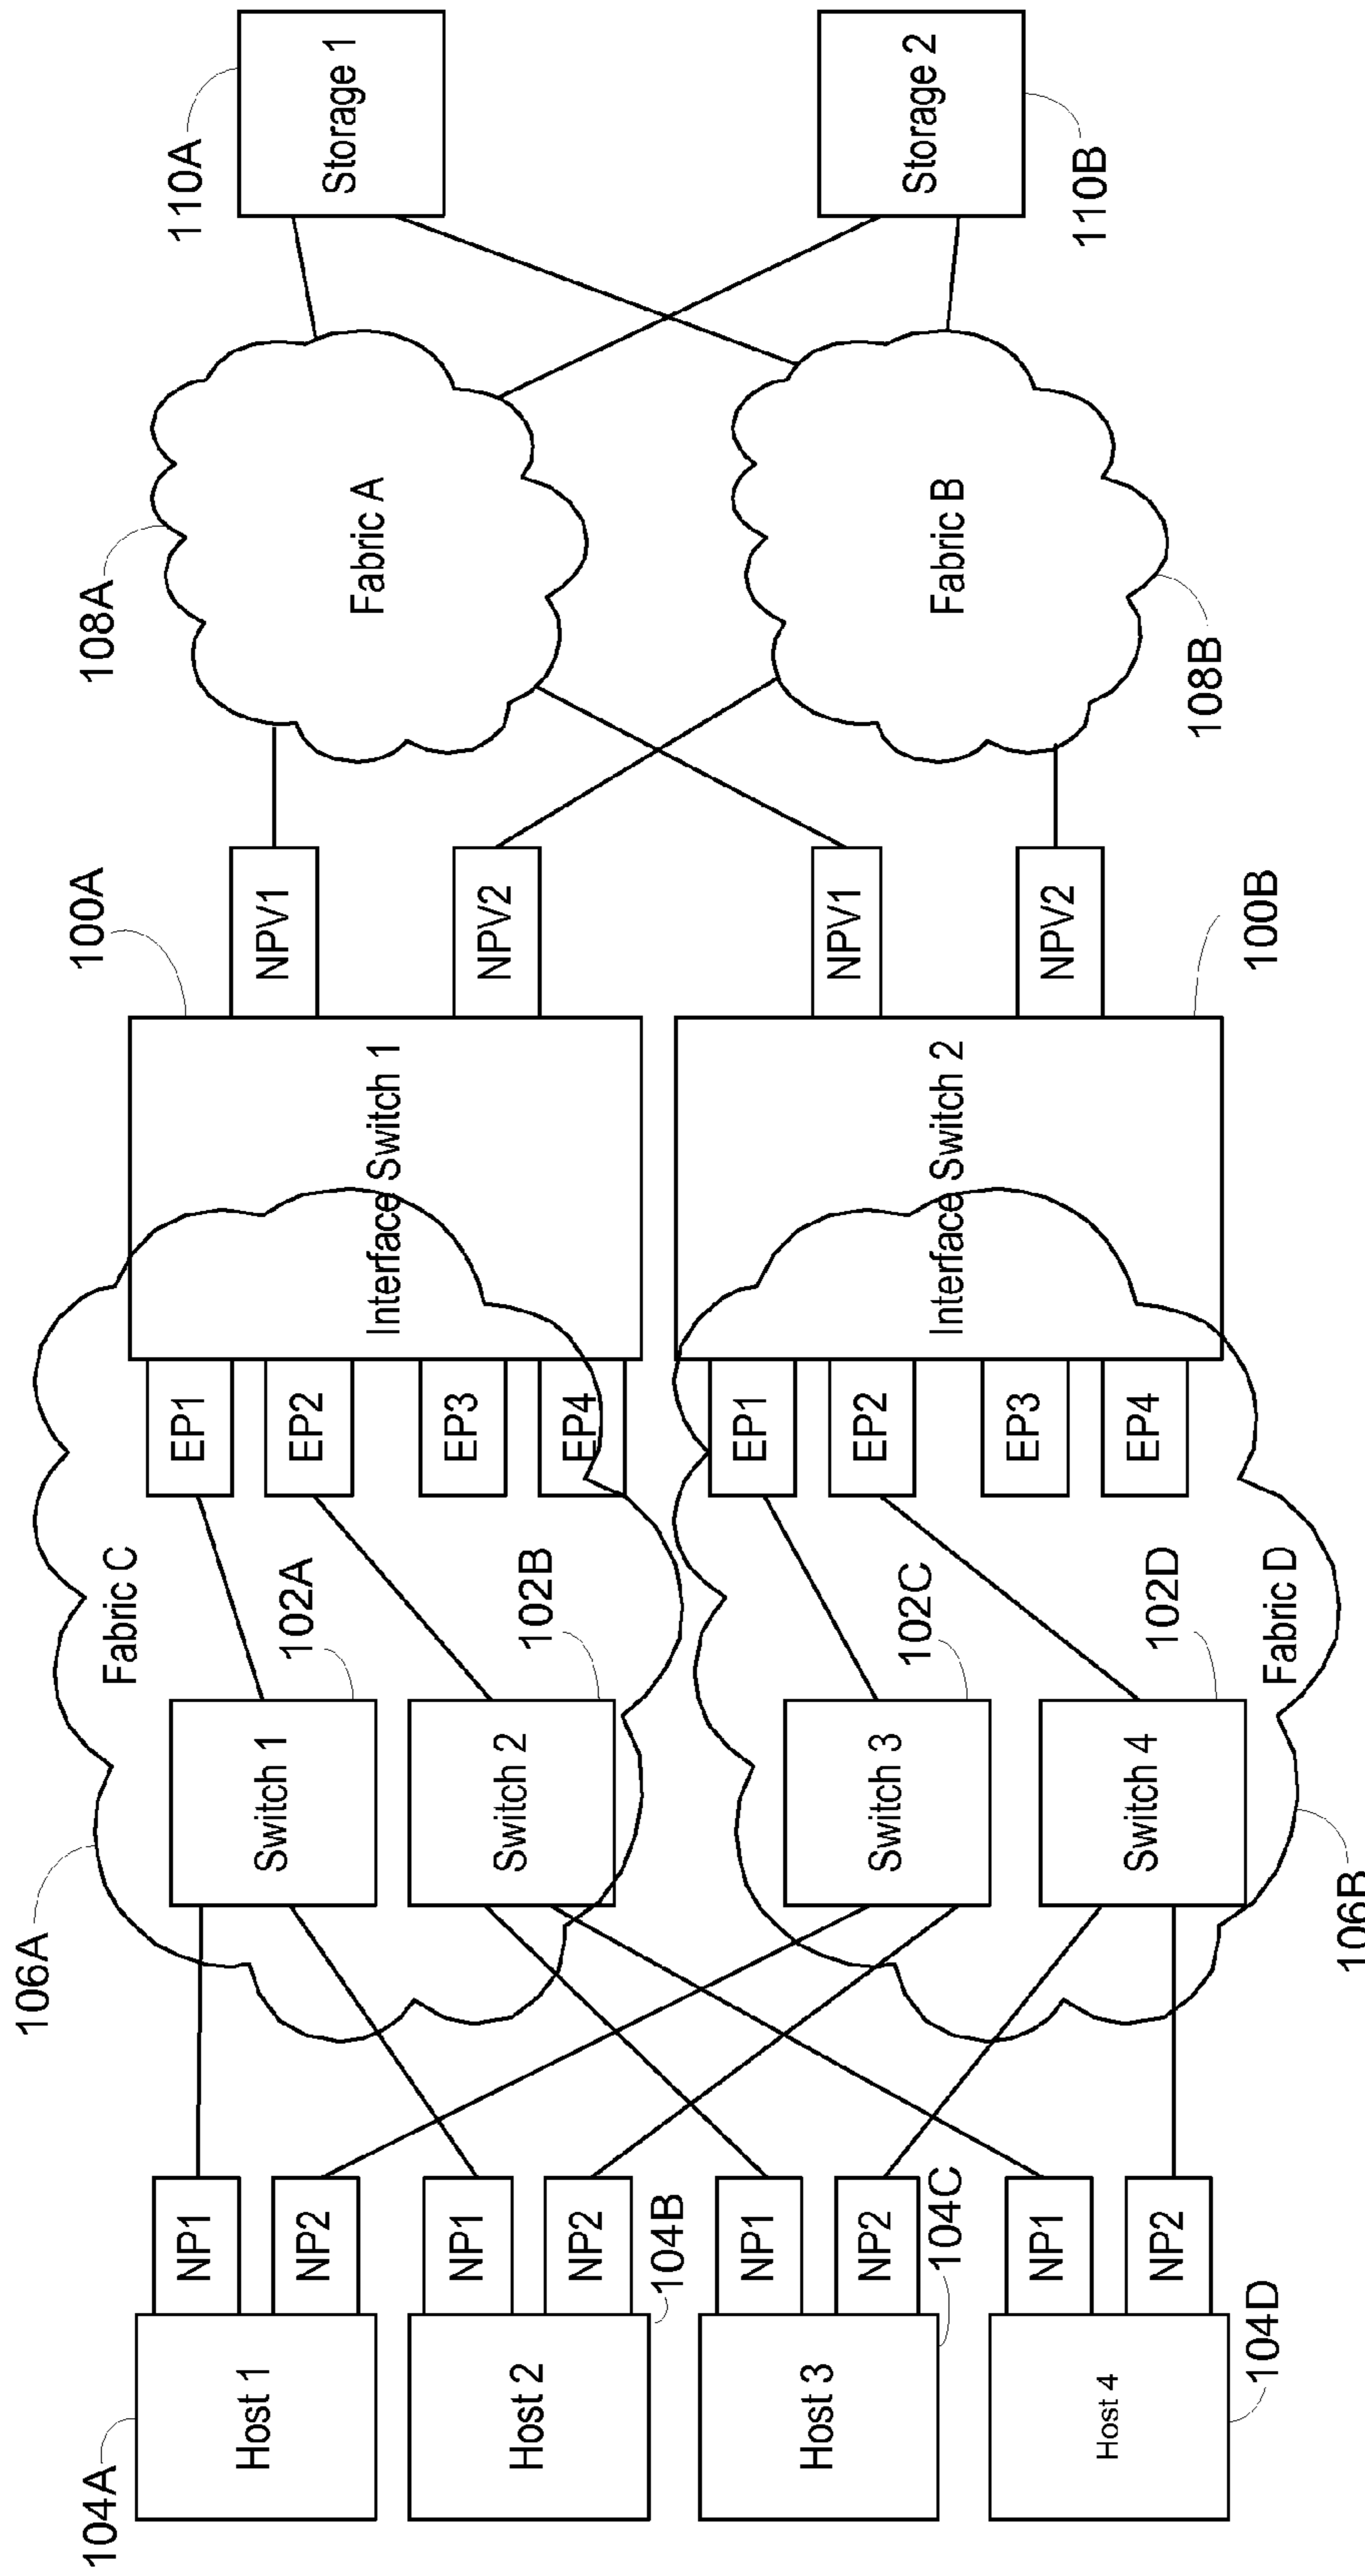 104A
Host 1
NP1
NP2
Host 2
104B
NP1
NP2
Host 3
104C
NP1
NP2
Host 4
104D
NP1
NP2
106A
Fabric C
Switch 1
102A
Switch 2
102B
106B
Fabric D
Switch 3
102C
Switch 4
102D
EP1
EP2
EP3
EP4
Interface Switch 1
100A
NPV1
NPV2
EP1
EP2
EP3
EP4
Interface Switch 2
100B
NPV1
NPV2
108A
Fabric A
108B
Fabric B
110A
Storage 1
110B
Storage 2